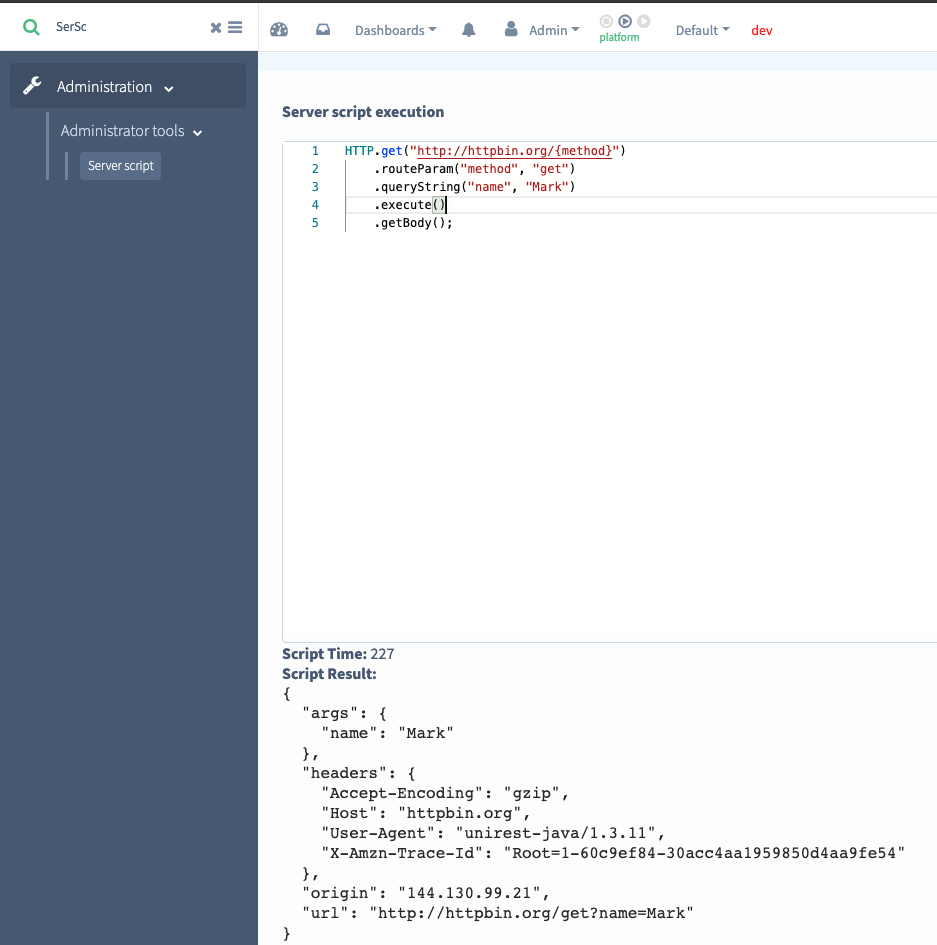 SerSc
Dashboards
Admin
platform
Default
dev
Administration
Administrator tools
Server script
Server script execution
1 HTTP.get("http://httpbin.org/{method}")
2 .routeParam("method", "get")
3 .queryString("name", "Mark")
4 .execute()
5 .getBody();
Script Time: 227
Script Result:
{
"args": {
"name": "Mark"
},
"headers": {
"Accept-Encoding": "gzip",
"Host": "httpbin.org",
"User-Agent": "unirest-java/1.3.11",
"X-Amzn-Trace-Id": "Root=1-60c9ef84-30acc4aa1959850d4aa9fe54"
},
"origin": "144.130.99.21",
"url": "http://httpbin.org/get?name=Mark"
}